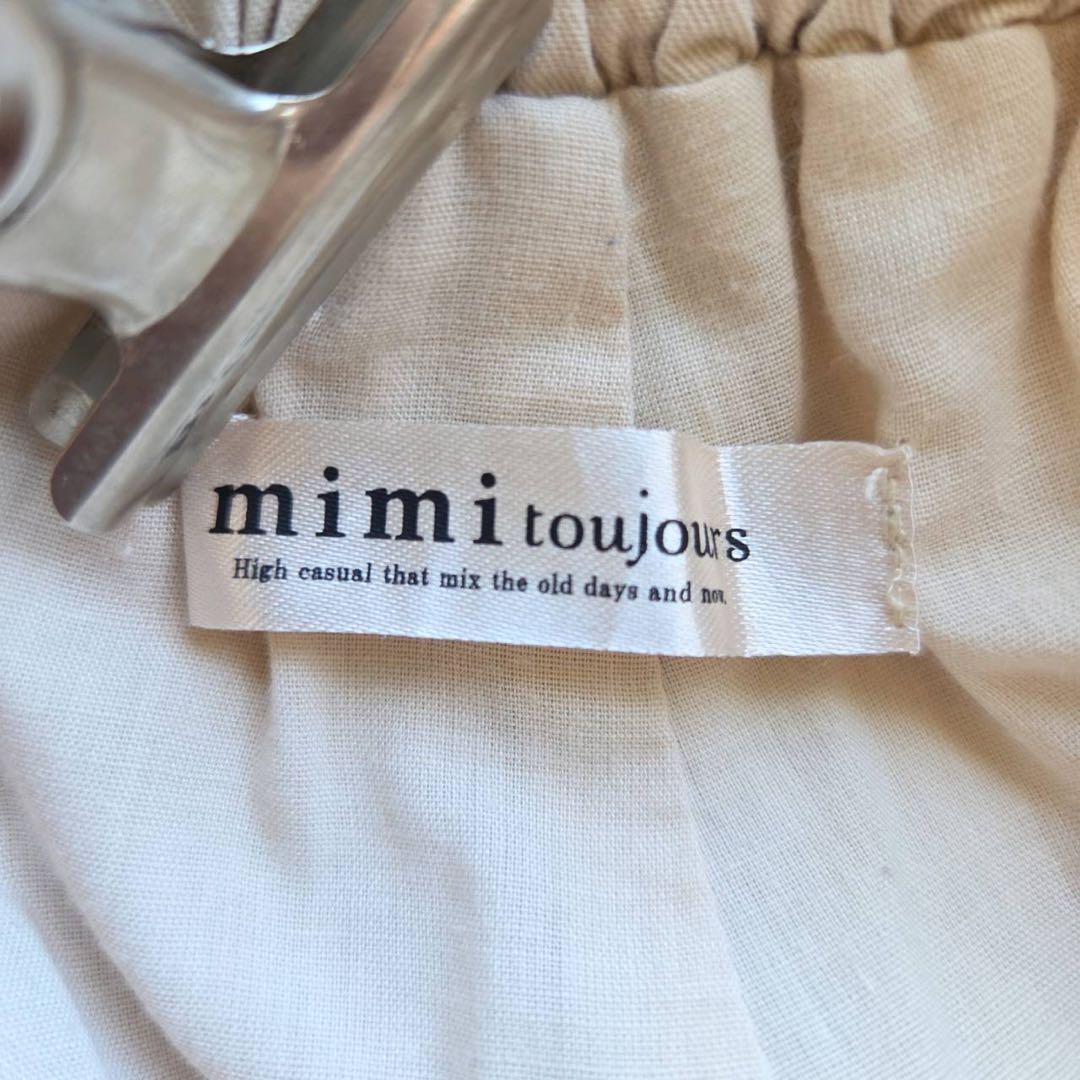 mimi toujours
High casual that mix the old days and now.